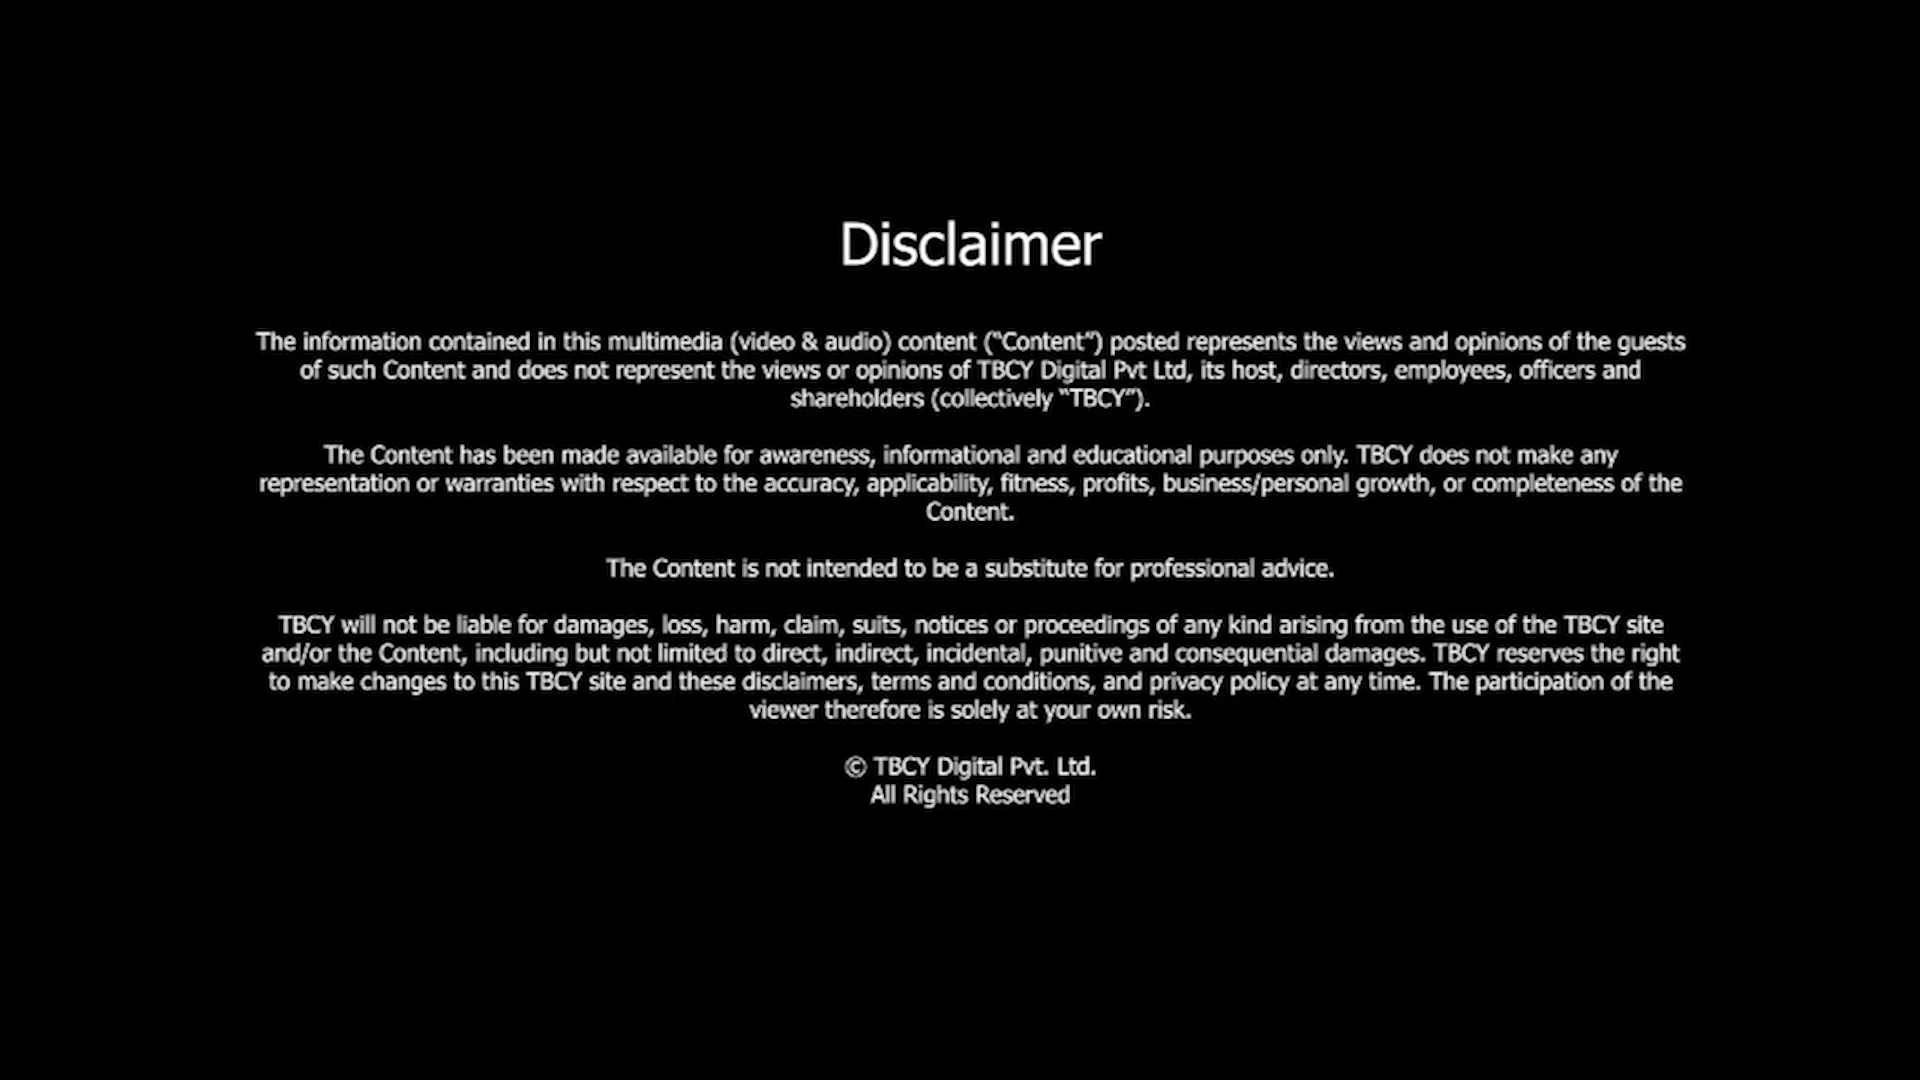 Disclaimer
The information contained in this multimedia (video & audio) content (“Content”) posted represents the views and opinions of the guests
of such Content and does not represent the views or opinions of TBCY Digital Pvt Ltd, its host, directors, employees, officers and
shareholders (collectively “TBCY”).
The Content has been made available for awareness, informational and educational purposes only. TBCY does not make any
representation or warranties with respect to the accuracy, applicability, fitness, profits, business/personal growth, or completeness of the
Content.
The Content is not intended to be a substitute for professional advice.
TBCY will not be liable for damages, loss, harm, claim, suits, notices or proceedings of any kind arising from the use of the TBCY site
and/or the Content, including but not limited to direct, indirect, incidental, punitive and consequential damages. TBCY reserves the right
to make changes to this TBCY site and these disclaimers, terms and conditions, and privacy policy at any time. The participation of the
viewer therefore is solely at your own risk.
© TBCY Digital Pvt. Ltd.
All Rights Reserved